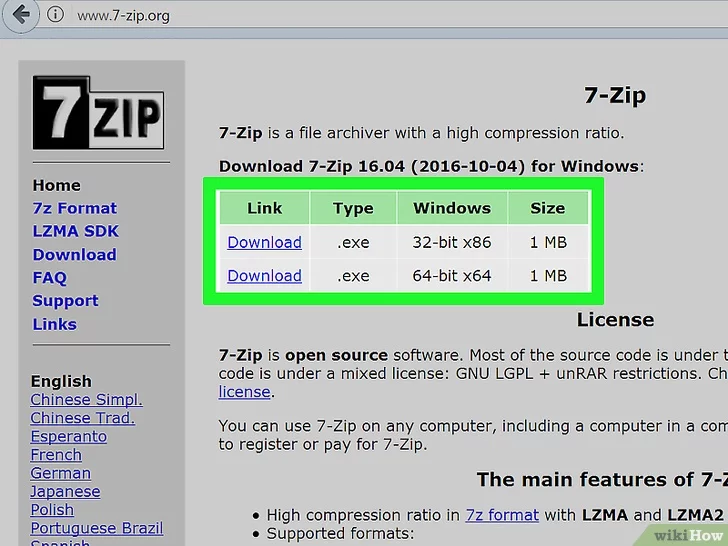 www.7-zip.org
7ZIP
7-Zip
7-Zip is a file archiver with a high compression ratio.
Download 7-Zip 16.04 (2016-10-04) for Windows:
Link Type Windows Size
Download .exe 32-bit x86 1 MB
Download .exe 64-bit x64 1 MB
Home
7z Format
LZMA SDK
Download
FAQ
Support
Links
English
Chinese Simpl.
Chinese Trad.
Esperanto
French
German
Japanese
Polish
Portuguese Brazil
Spanish
License
7-Zip is open source software. Most of the source code is under t
code is under a mixed license: GNU LGPL + unRAR restrictions. Ch
license.
You can use 7-Zip on any computer, including a computer in a com
to register or pay for 7-Zip.
The main features of 7-Z
• High compression ratio in 7z format with LZMA and LZMA2
• Supported formats:
wikiHow